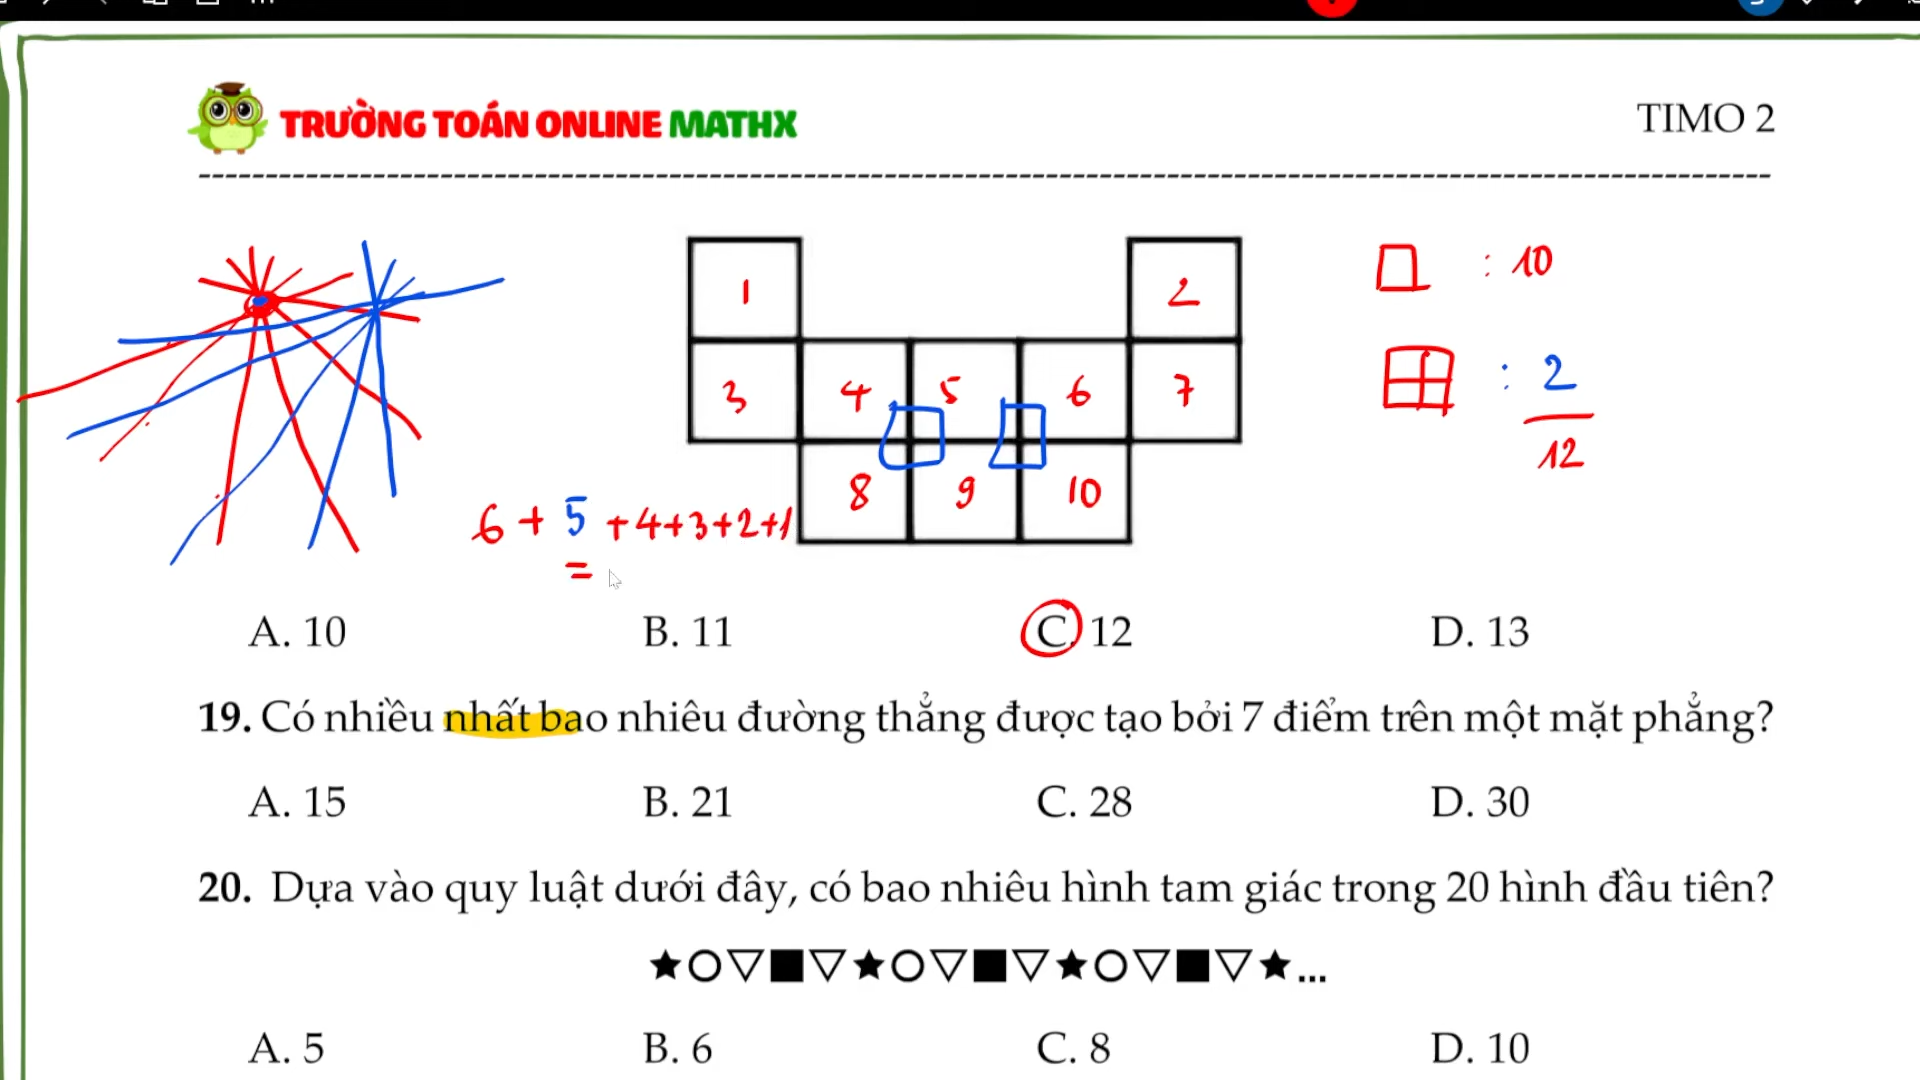 TRƯỜNG TOÁN ONLINE MATHX
TIMO 2
1 2 : 10
3 4 5 6 7 : 2
12
8 9 10
6 + 5 + 4 + 3 + 2 + 1
=
A. 10 B. 11 C. 12 D. 13
19. Có nhiều nhất bao nhiêu đường thẳng được tạo bởi 7 điểm trên một mặt phẳng?
A. 15 B. 21 C. 28 D. 30
20. Dựa vào quy luật dưới đây, có bao nhiêu hình tam giác trong 20 hình đầu tiên?
★○▽■▽★○▽■▽★○▽■▽★...
A. 5 B. 6 C. 8 D. 10